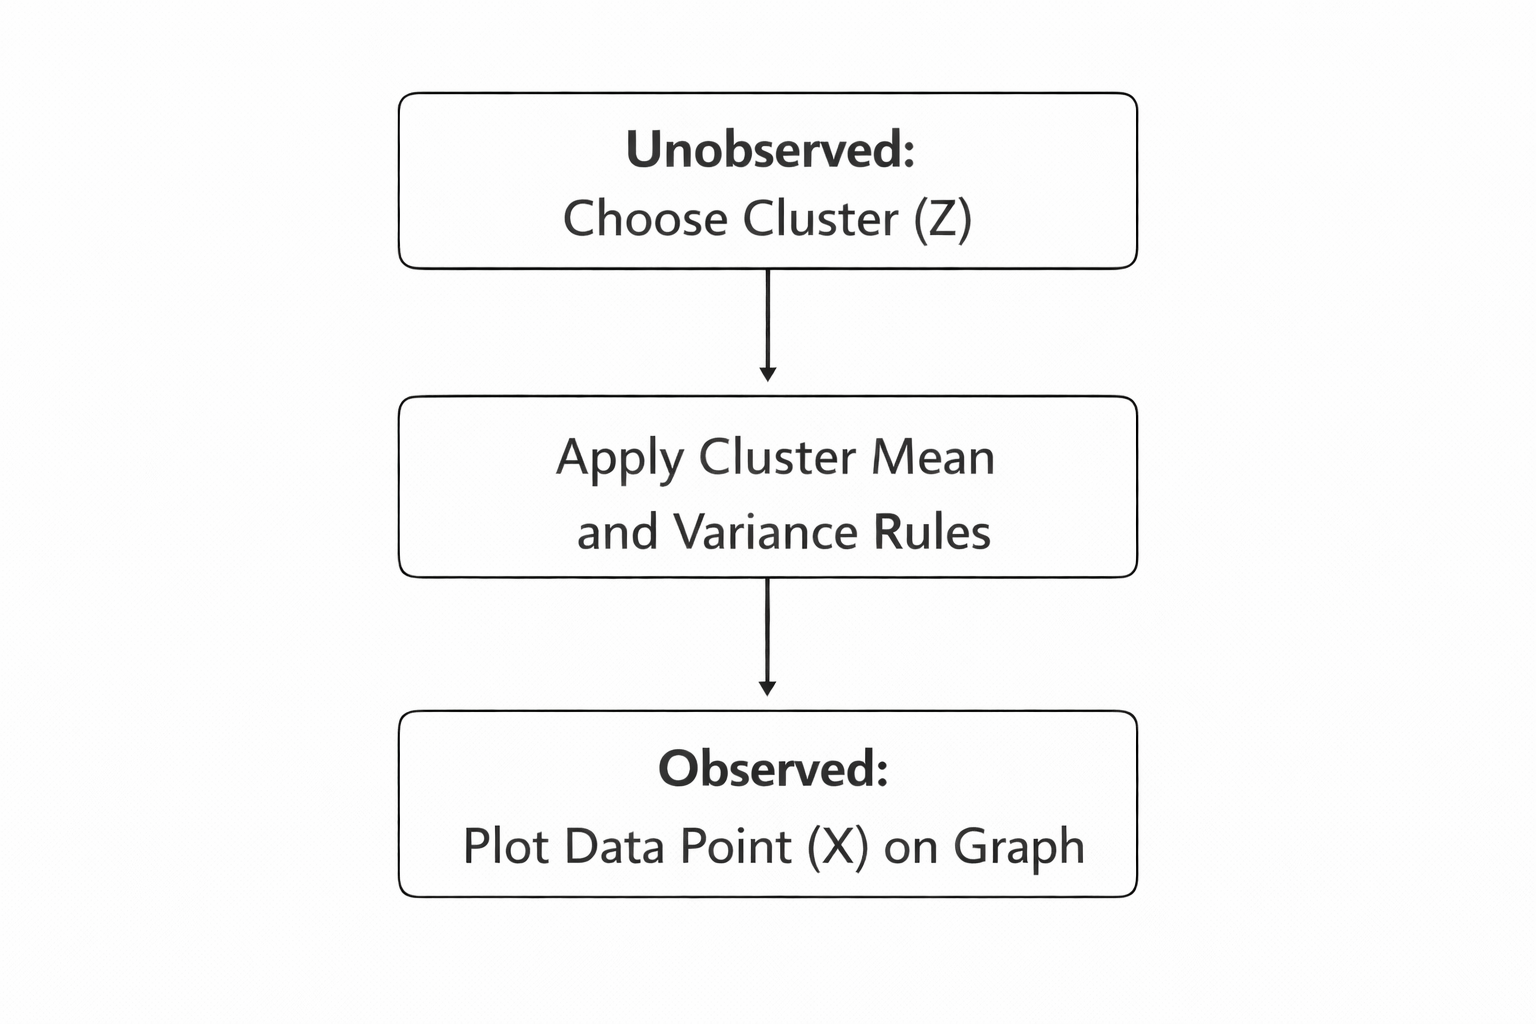 Unobserved:
Choose Cluster (Z)
Apply Cluster Mean
and Variance Rules
Observed:
Plot Data Point (X) on Graph